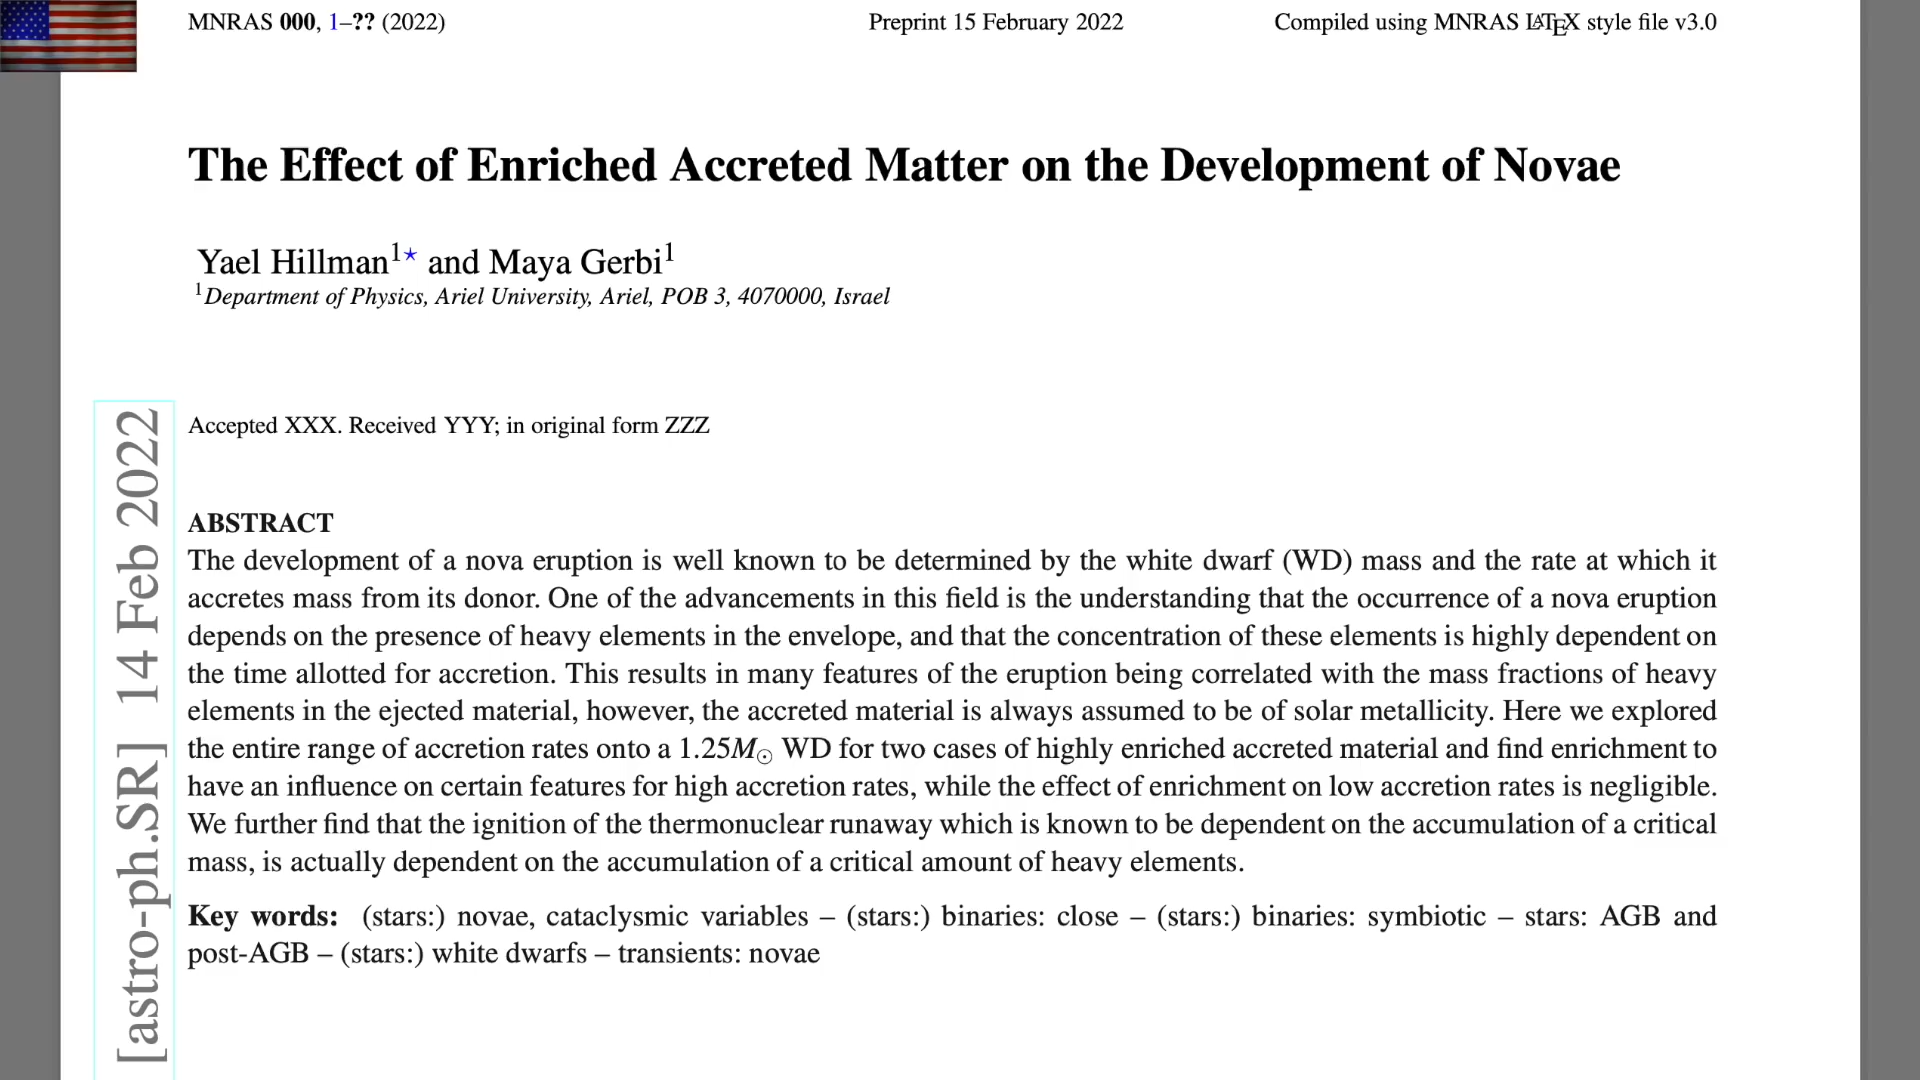 MNRAS 000, 1–?? (2022) Preprint 15 February 2022 Compiled using MNRAS LATEX style file v3.0
The Effect of Enriched Accreted Matter on the Development of Novae
Yael Hillman1⋆ and Maya Gerbi1
1Department of Physics, Ariel University, Ariel, POB 3, 4070000, Israel
Accepted XXX. Received YYY; in original form ZZZ
[astro-ph.SR] 14 Feb 2022
ABSTRACT
The development of a nova eruption is well known to be determined by the white dwarf (WD) mass and the rate at which it
accretes mass from its donor. One of the advancements in this field is the understanding that the occurrence of a nova eruption
depends on the presence of heavy elements in the envelope, and that the concentration of these elements is highly dependent on
the time allotted for accretion. This results in many features of the eruption being correlated with the mass fractions of heavy
elements in the ejected material, however, the accreted material is always assumed to be of solar metallicity. Here we explored
the entire range of accretion rates onto a 1.25M⊙ WD for two cases of highly enriched accreted material and find enrichment to
have an influence on certain features for high accretion rates, while the effect of enrichment on low accretion rates is negligible.
We further find that the ignition of the thermonuclear runaway which is known to be dependent on the accumulation of a critical
mass, is actually dependent on the accumulation of a critical amount of heavy elements.
Key words: (stars:) novae, cataclysmic variables – (stars:) binaries: close – (stars:) binaries: symbiotic – stars: AGB and
post-AGB – (stars:) white dwarfs – transients: novae